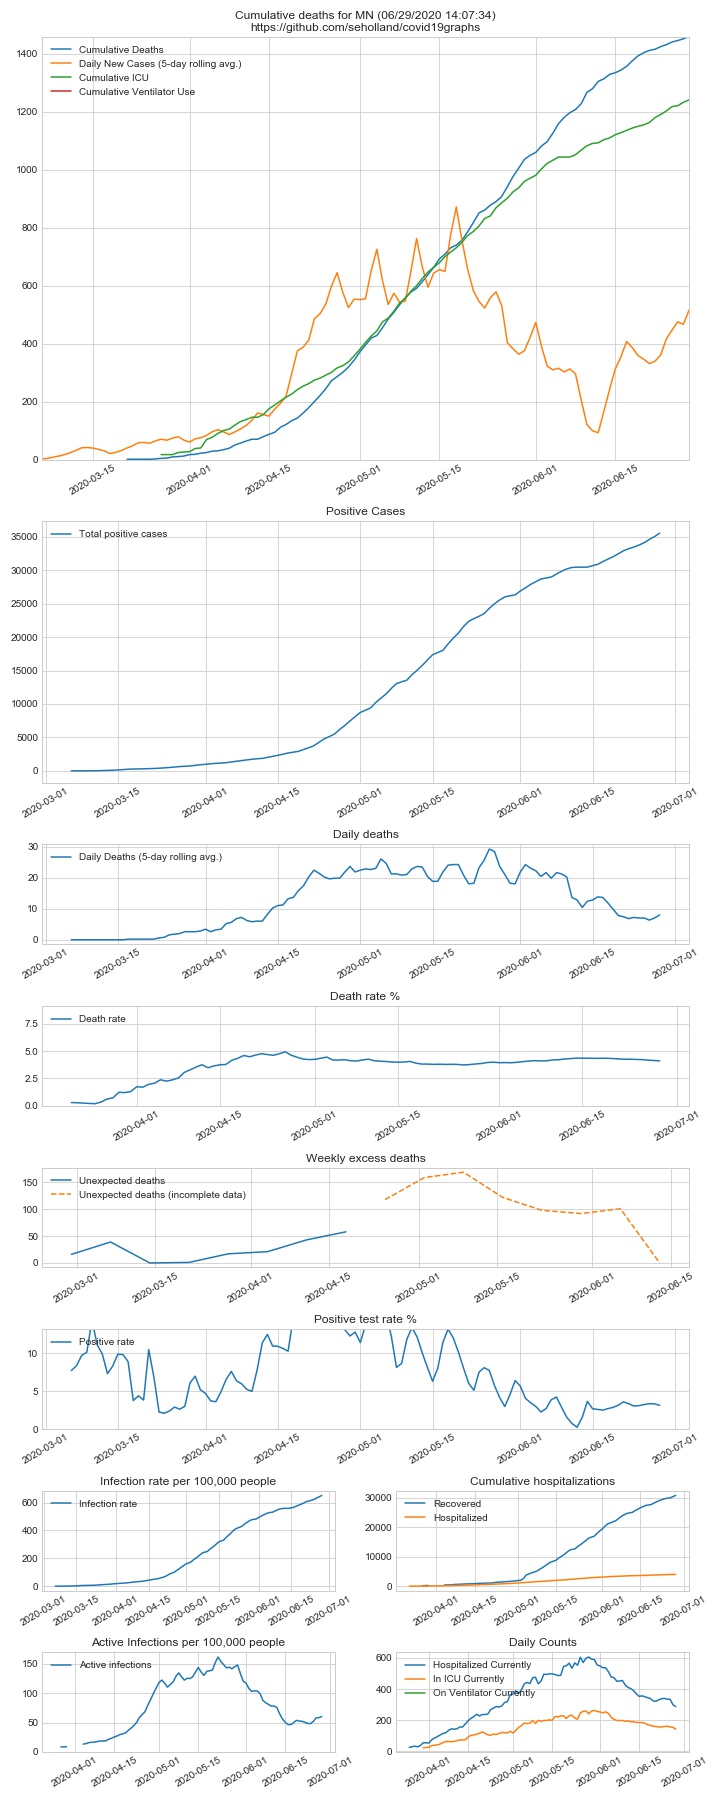 Cumulative deaths for MN (06/29/2020 14:07:34)
https://github.com/seholland/covid19graphs
Cumulative Deaths
Daily New Cases (5-day rolling avg.)
Cumulative ICU
Cumulative Ventilator Use
1400
1200
1000
800
600
400
200
0
2020-03-15 2020-04-01 2020-04-15 2020-05-01 2020-05-15 2020-06-01 2020-06-15
Positive Cases
Total positive cases
35000
30000
25000
20000
15000
10000
5000
0
2020-03-01 2020-03-15 2020-04-01 2020-04-15 2020-05-01 2020-05-15 2020-06-01 2020-06-15 2020-07-01
Daily deaths
Daily Deaths (5-day rolling avg.)
30
20
10
0
2020-03-01 2020-03-15 2020-04-01 2020-04-15 2020-05-01 2020-05-15 2020-06-01 2020-06-15 2020-07-01
Death rate %
Death rate
7.5
5.0
2.5
0.0
2020-04-01 2020-04-15 2020-05-01 2020-05-15 2020-06-01 2020-06-15 2020-07-01
Weekly excess deaths
Unexpected deaths
Unexpected deaths (incomplete data)
150
100
50
0
2020-03-01 2020-03-15 2020-04-01 2020-04-15 2020-05-01 2020-05-15 2020-06-01 2020-06-15
Positive test rate %
Positive rate
10
5
0
2020-03-01 2020-03-15 2020-04-01 2020-04-15 2020-05-01 2020-05-15 2020-06-01 2020-06-15 2020-07-01
Infection rate per 100,000 people
Infection rate
600
400
200
0
2020-03-01 2020-03-15 2020-04-01 2020-04-15 2020-05-01 2020-05-15 2020-06-01 2020-06-15 2020-07-01
Cumulative hospitalizations
Recovered
Hospitalized
30000
20000
10000
0
2020-04-01 2020-04-15 2020-05-01 2020-05-15 2020-06-01 2020-06-15 2020-07-01
Active Infections per 100,000 people
Active infections
150
100
50
0
2020-04-01 2020-04-15 2020-05-01 2020-05-15 2020-06-01 2020-06-15 2020-07-01
Daily Counts
Hospitalized Currently
In ICU Currently
On Ventilator Currently
600
400
200
0
2020-04-01 2020-04-15 2020-05-01 2020-05-15 2020-06-01 2020-06-15 2020-07-01